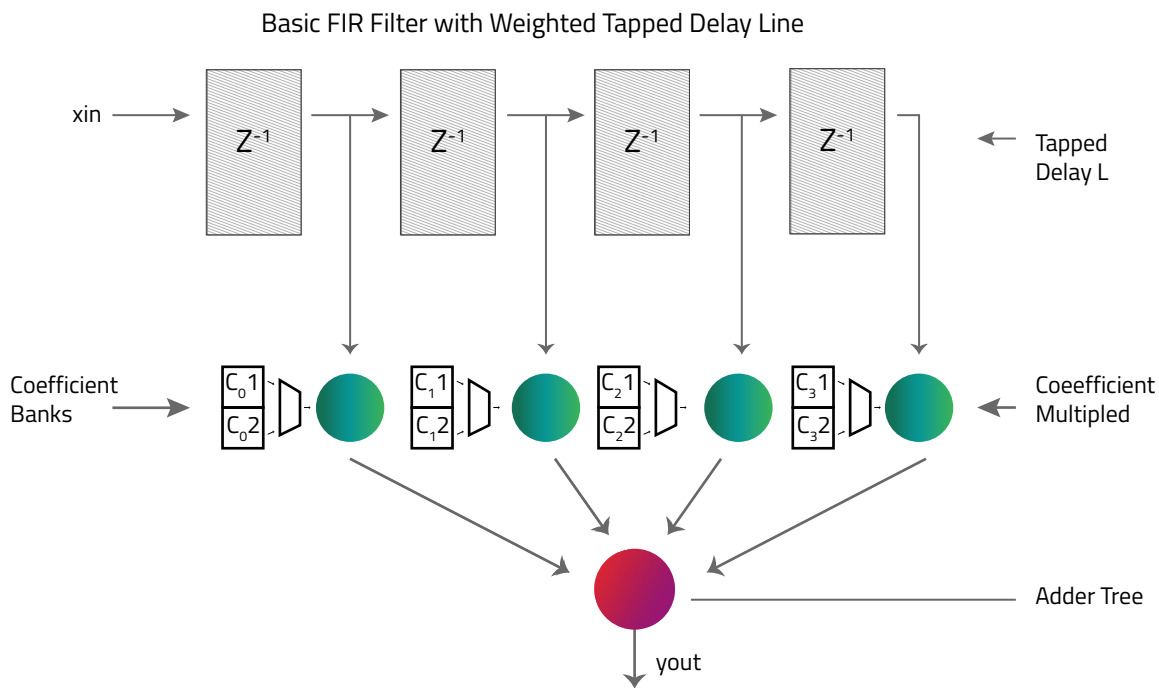 Basic FIR Filter with Weighted Tapped Delay Line
xin
Z⁻¹
Z⁻¹
Z⁻¹
Z⁻¹
Tapped
Delay L
Coefficient
Banks
C₀1
C₀2
C₁1
C₁2
C₂1
C₂2
C₃1
C₃2
Coeefficient
Multipled
Adder Tree
yout